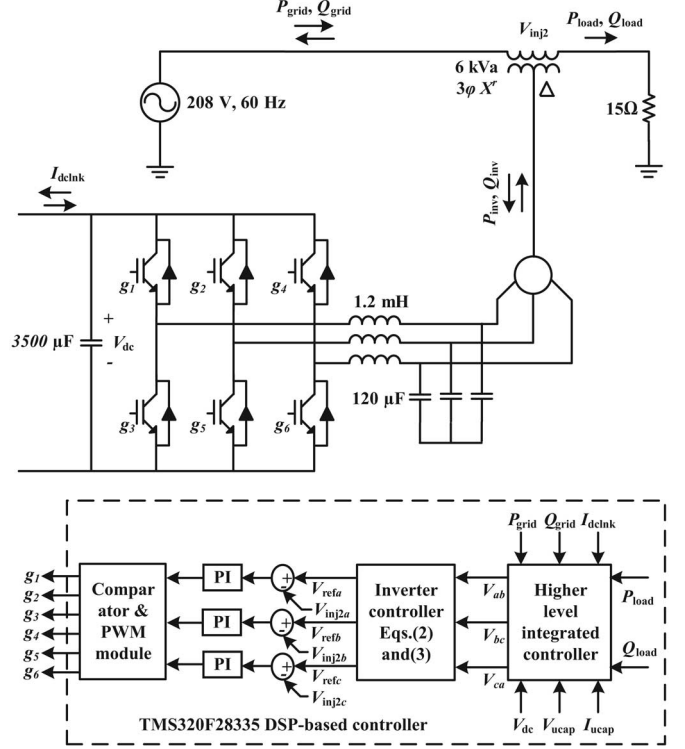 P_grid, Q_grid
P_load, Q_load
V_inj2
6 kVa
3φ X^r
Δ
208 V, 60 Hz
15Ω
P_inv, Q_inv
I_dclnk
g1
g2
g4
1.2 mH
3500 µF
+
V_dc
-
120 µF
g3
g5
g6
P_grid
Q_grid
I_dclnk
g1
g2
g3
g4
g5
g6
Compar
ator &
PWM
module
PI
PI
PI
+
-
+
-
+
-
V_refa
V_inj2a
V_refb
V_inj2b
V_refc
V_inj2c
Inverter
controller
Eqs.(2)
and(3)
V_ab
V_bc
V_ca
Higher
level
integrated
controller
P_load
Q_load
V_dc
V_ucap
I_ucap
TMS320F28335 DSP-based controller